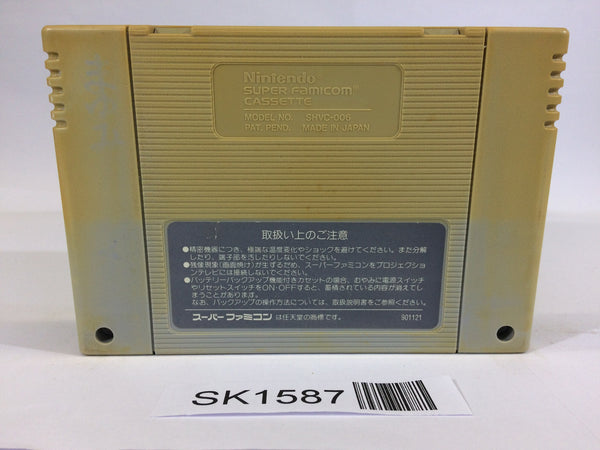 Nintendo
SUPER FAMICOM®
CASSETTE
MODEL NO. SHVC-006
PAT. PEND. MADE IN JAPAN
取扱い上のご注意
●精密機器につき、極端な温度変化やショックを避けてください。また分解
したり、端子部を汚したりしないでください。
●残像現象(画面焼け)が生ずるため、スーパーファミコンをプロジェクショ
ンテレビには接続しないでください。
●バッテリーバックアップ機能付きカセットの場合、むやみに電源スイッチ
やリセットスイッチをON・OFFすると、蓄積されている内容が消えてし
まうことがあります。
なお、バックアップの操作方法については、取扱説明書をご参照ください。
スーパーファミコン は任天堂の商標です。 901121
SK1587